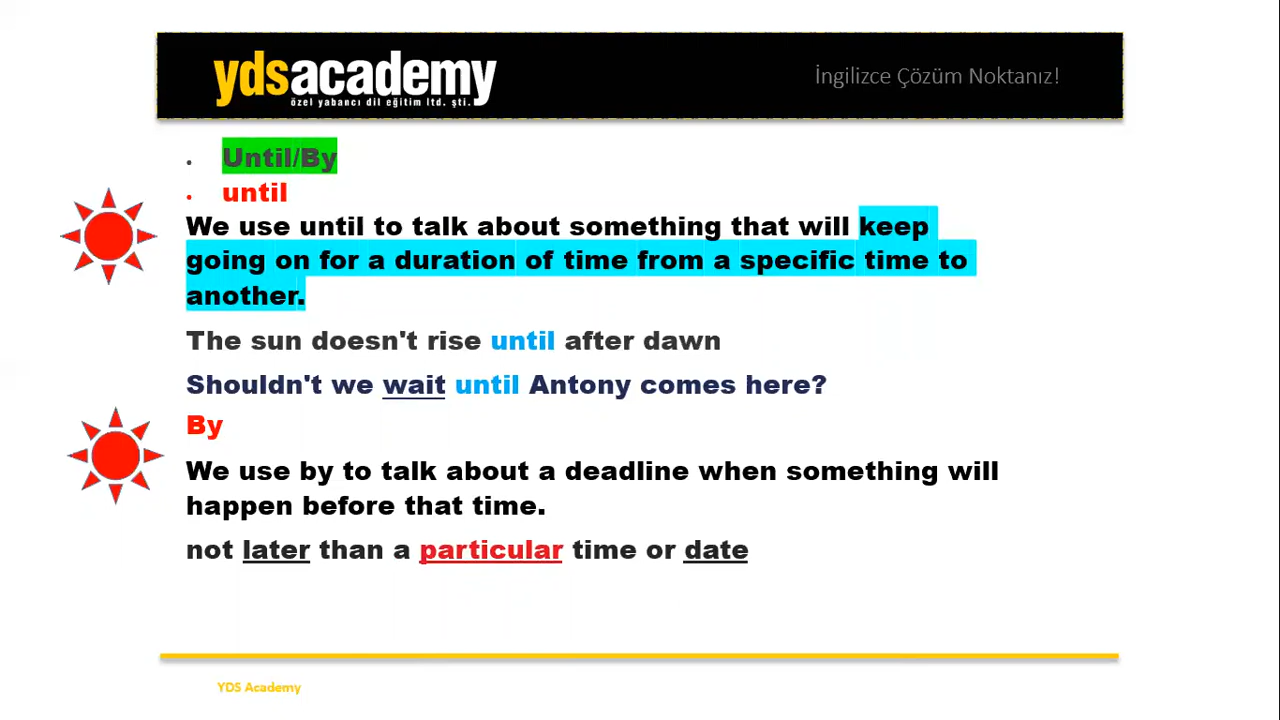 ydsacademy
özel yabancı dil eğitim ltd. şti.
İngilizce Çözüm Noktanız!
• Until/By
• until
We use until to talk about something that will keep
going on for a duration of time from a specific time to
another.
The sun doesn't rise until after dawn
Shouldn't we wait until Antony comes here?
By
We use by to talk about a deadline when something will
happen before that time.
not later than a particular time or date
YDS Academy